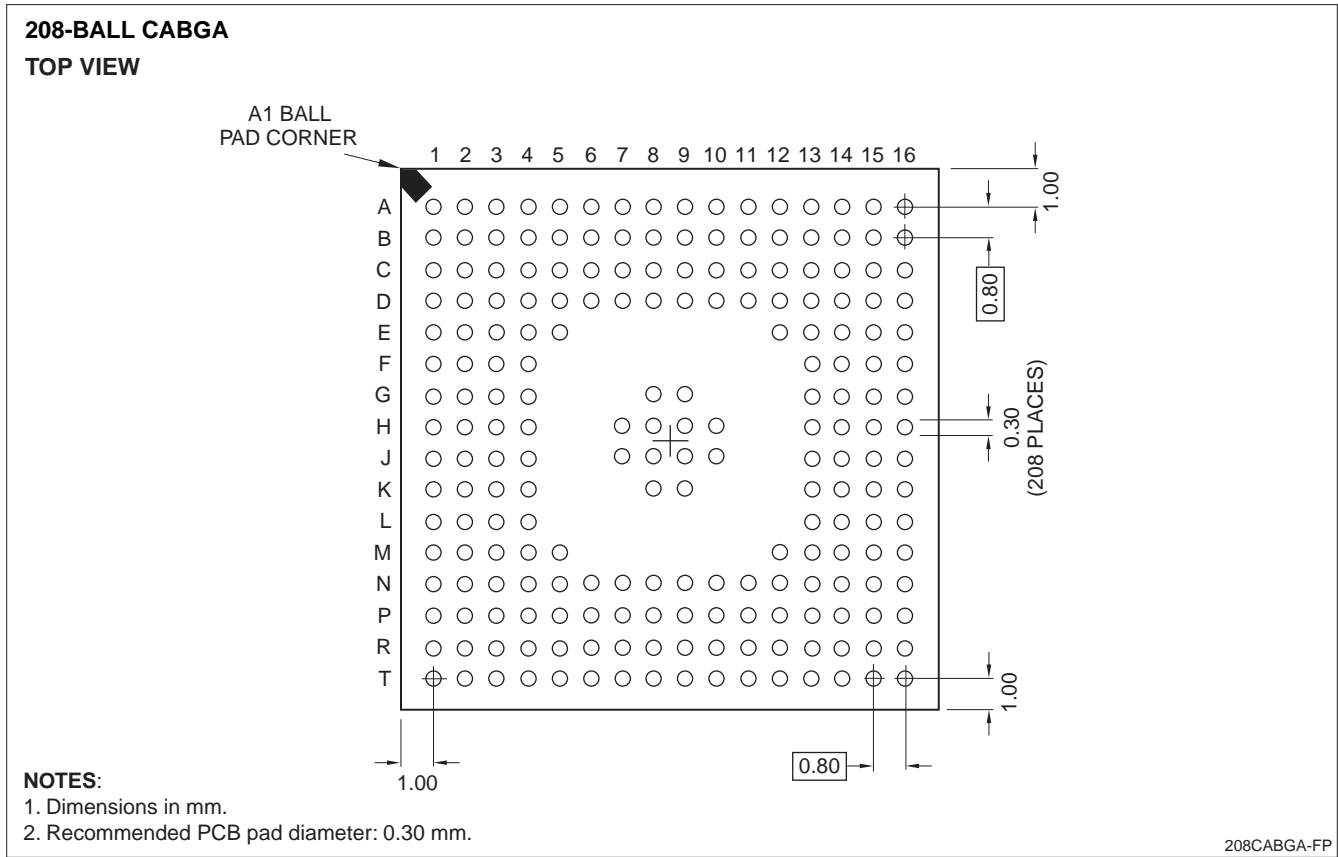 208-BALL CABGA
TOP VIEW
A1 BALL
PAD CORNER
1 2 3 4 5 6 7 8 9 10 11 12 13 14 15 16
A
B
C
D
E
F
G
H
J
K
L
M
N
P
R
T
1.00
0.80
0.30
(208 PLACES)
1.00
0.80
1.00
NOTES:
1. Dimensions in mm.
2. Recommended PCB pad diameter: 0.30 mm.
208CABGA-FP